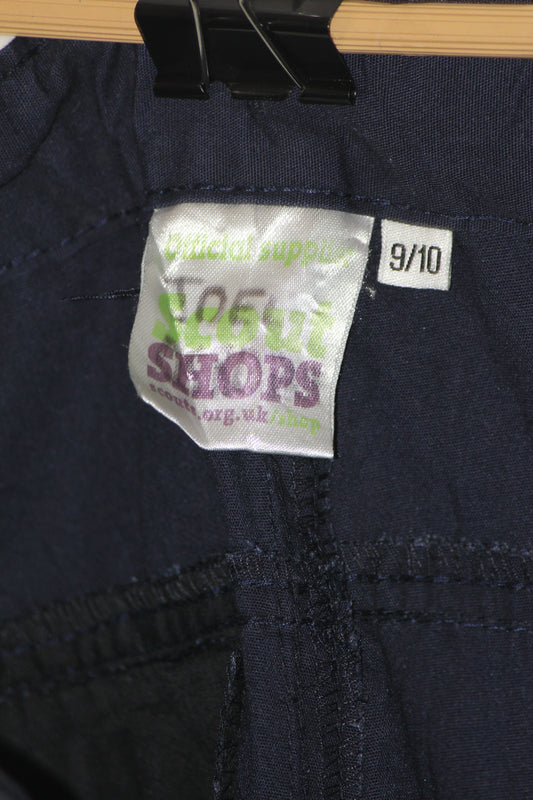 Official supplier
9/10
scout
SHOPS
scouts.org.uk/shop